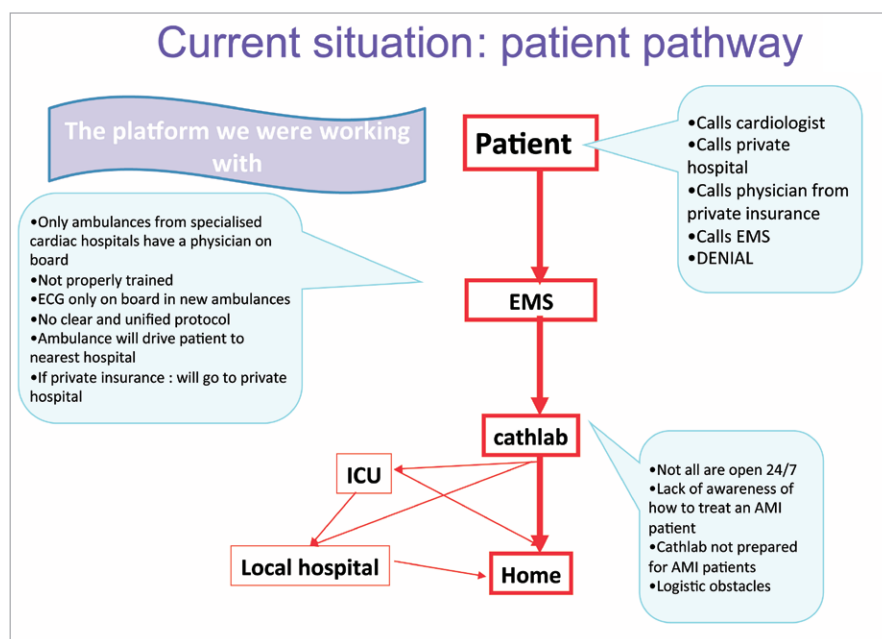 Current situation: patient pathway
The platform we were working
with
Patient
•Calls cardiologist
•Calls private
hospital
•Calls physician from
private insurance
•Calls EMS
•DENIAL
•Only ambulances from specialised
cardiac hospitals have a physician on
board
•Not properly trained
•ECG only on board in new ambulances
•No clear and unified protocol
•Ambulance will drive patient to
nearest hospital
•If private insurance : will go to private
hospital
EMS
cathlab
•Not all are open 24/7
•Lack of awareness of
how to treat an AMI
patient
•Cathlab not prepared
for AMI patients
•Logistic obstacles
ICU
Local hospital
Home